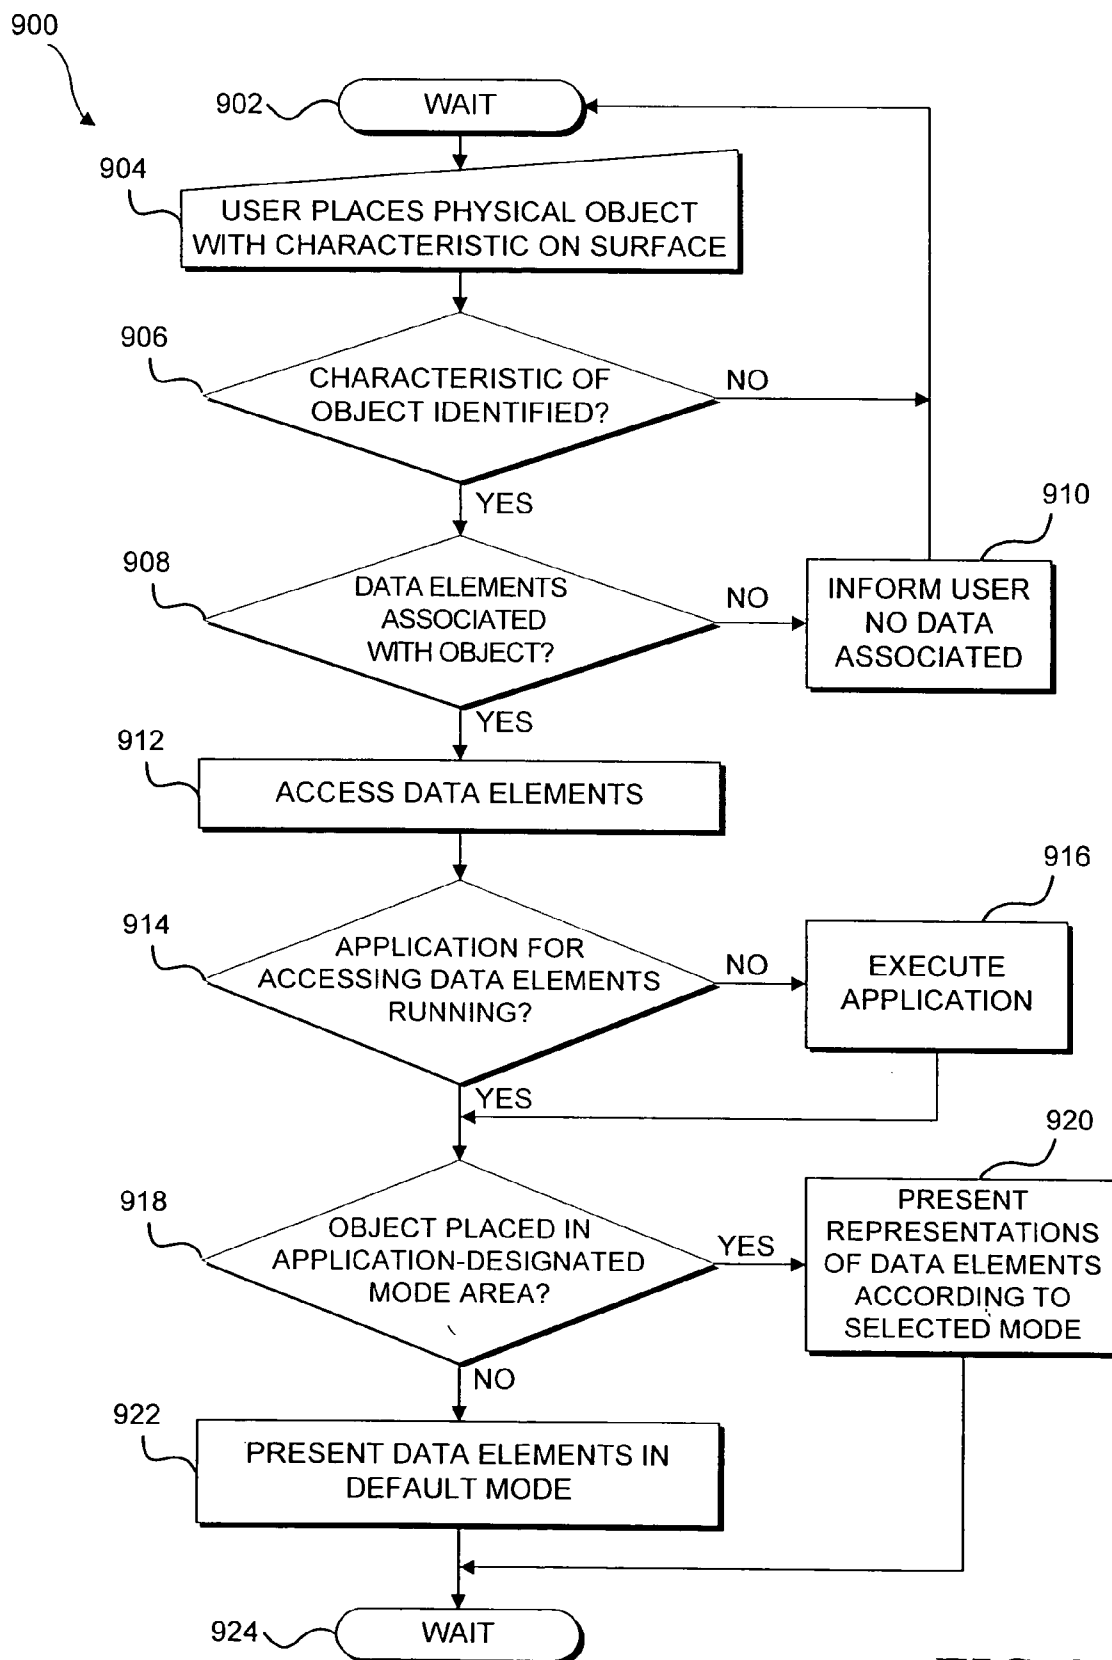 900
902
WAIT
904
USER PLACES PHYSICAL OBJECT
WITH CHARACTERISTIC ON SURFACE
906
CHARACTERISTIC OF
OBJECT IDENTIFIED?
NO
YES
908
DATA ELEMENTS
ASSOCIATED
WITH OBJECT?
NO
910
INFORM USER
NO DATA
ASSOCIATED
YES
912
ACCESS DATA ELEMENTS
914
APPLICATION FOR
ACCESSING DATA ELEMENTS
RUNNING?
NO
916
EXECUTE
APPLICATION
YES
918
OBJECT PLACED IN
APPLICATION-DESIGNATED
MODE AREA?
YES
920
PRESENT
REPRESENTATIONS
OF DATA ELEMENTS
ACCORDING TO
SELECTED MODE
NO
922
PRESENT DATA ELEMENTS IN
DEFAULT MODE
924
WAIT